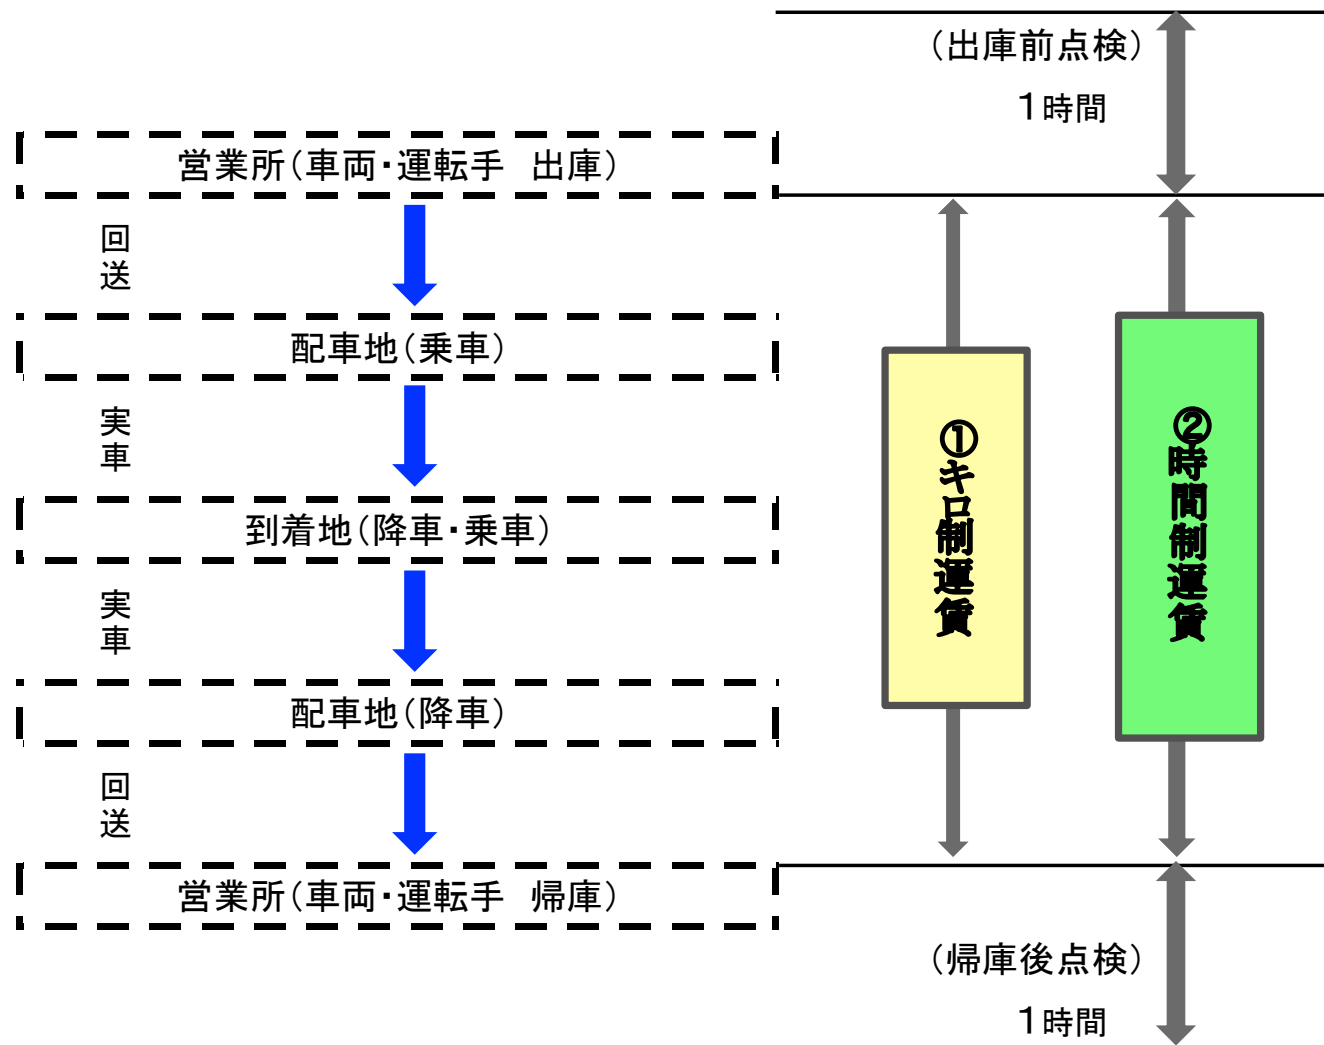 （出庫前点検）
１時間
営業所（車両・運転手　出庫）
回送
配車地（乗車）
実車
到着地（降車・乗車）
実車
配車地（降車）
回送
営業所（車両・運転手　帰庫）
①キロ制運賃
②時間制運賃
（帰庫後点検）
１時間